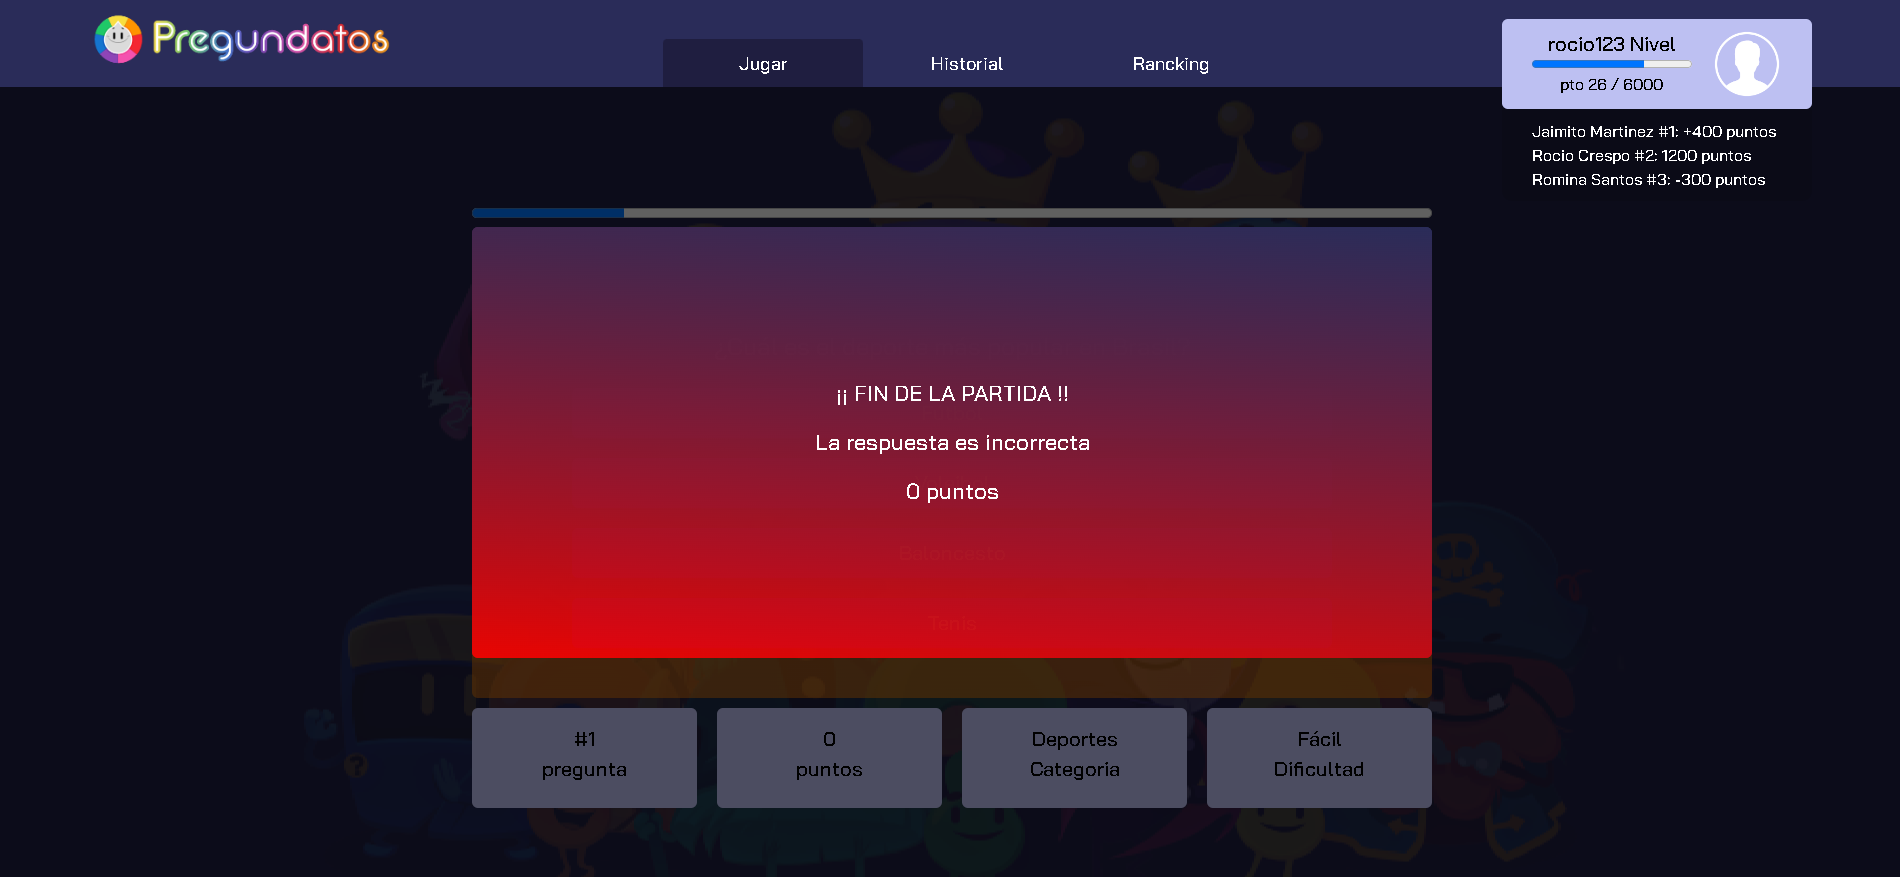 Pregundatos
Jugar
Historial
Rancking
rocio123 Nivel
pto 26 / 6000
Jaimito Martinez #1: +400 puntos
Rocio Crespo #2: 1200 puntos
Romina Santos #3: -300 puntos
¡¡ FIN DE LA PARTIDA !!
La respuesta es incorrecta
0 puntos
Baloncesto
Tenis
#1
pregunta
0
puntos
Deportes
Categoria
Fácil
Dificultad